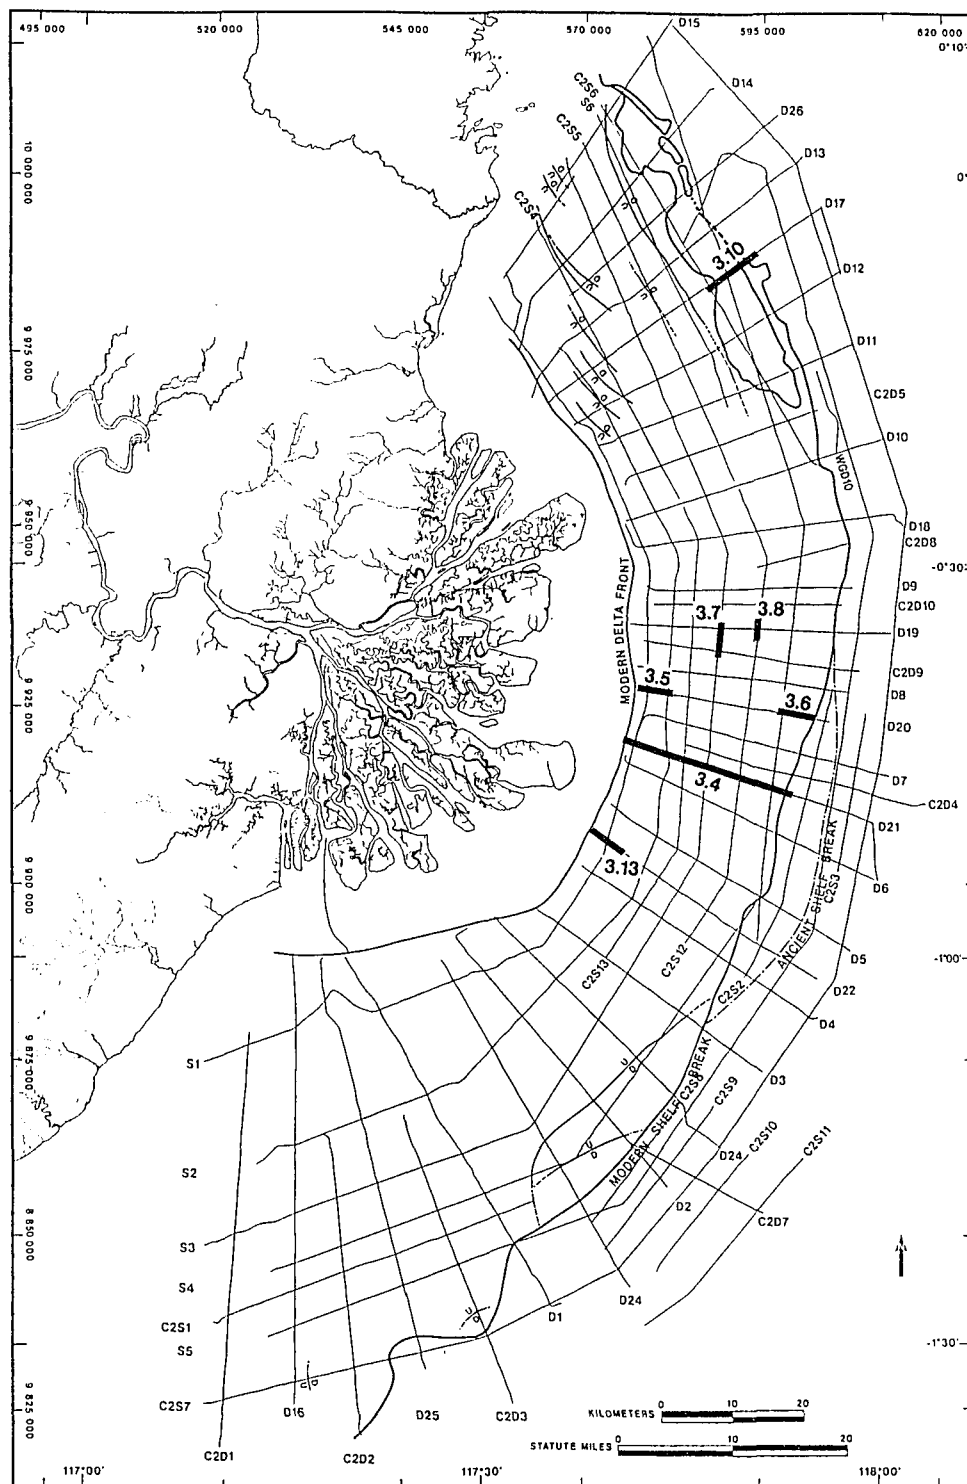 495 000
520 000
545 000
570 000
595 000
620 000
D15
0°10'
D14
C2S6
S6
D26
C2S5
D13
10 000 000
0°
C2S4
D17
3.10
D12
9 975 000
D11
C2D5
D10
WGD10
9 950 000
D18
C2D8
-0°30'
MODERN DELTA FRONT
D9
C2D10
3.7
3.8
D19
C2D9
3.5
D8
3.6
9 925 000
D20
D7
3.4
C2D4
D21
3.13
D6
9 900 000
ANCIENT SHELF BREAK
C2S3
D5
-1°00'
C2S13
C2S12
C2S2
D22
D4
S1
9 875 000
U
D
D3
MODERN SHELF BREAK
C2S8
C2S9
C2S10
C2S11
U
D
D24
S2
D2
C2D7
S3
8 850 000
S4
D24
D1
C2S1
U
D
S5
-1°30'
D
U
C2S7
D16
D25
C2D3
9 825 000
KILOMETERS
0 10 20
STATUTE MILES
0 10 20
C2D1
C2D2
117°00'
117°30'
118°00'